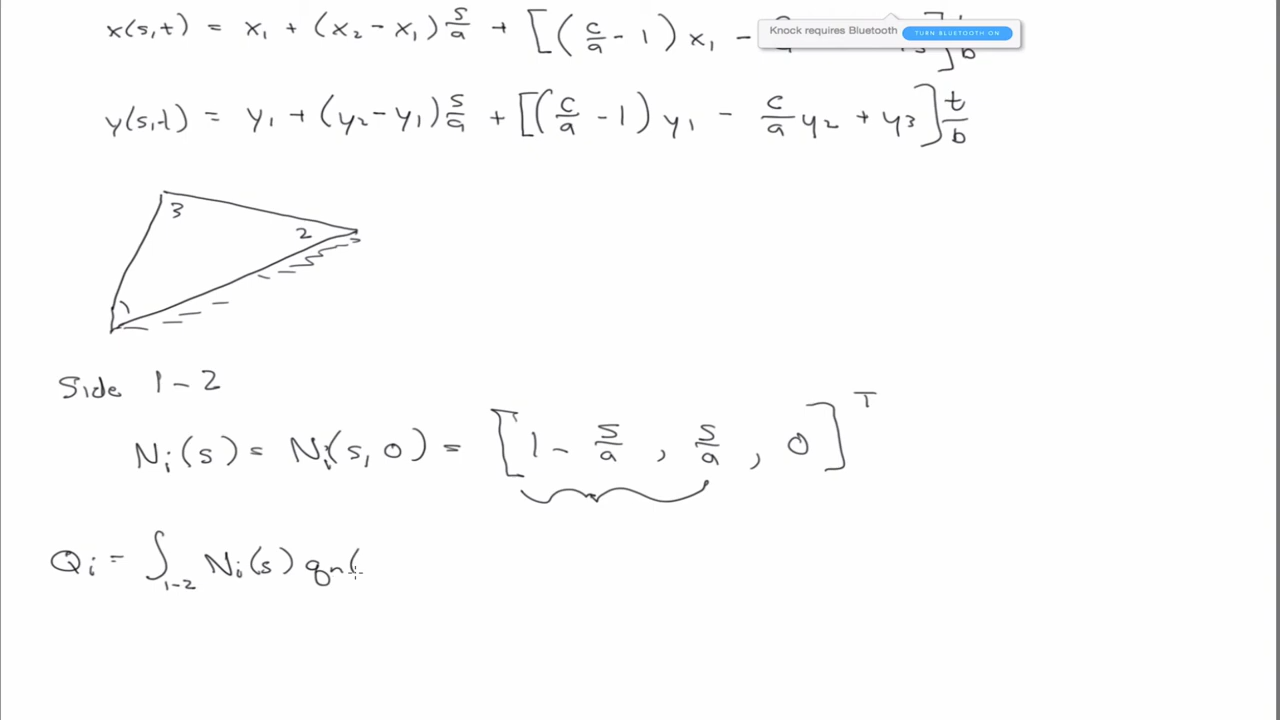 x(s,t) = x₁ + (x₂ - x₁) s/a + [(c/a - 1) x₁ - ] t/b
Knock requires Bluetooth TURN BLUETOOTH ON
y(s,t) = y₁ + (y₂ - y₁) s/a + [(c/a - 1) y₁ - c/a y₂ + y₃] t/b
3
2
1
Side 1-2
Nᵢ(s) = Nᵢ(s, 0) = [1 - s/a, s/a, 0]ᵀ
Qᵢ = ∫₁₋₂ Nᵢ(s) qn(